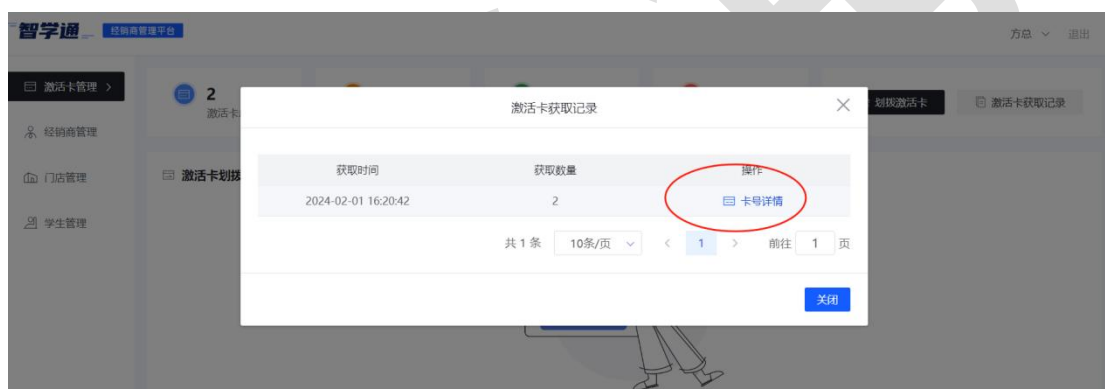 智学通 经销商管理平台 方总 退出
激活卡管理
2
激活卡
激活卡获取记录
划拨激活卡
激活卡获取记录
经销商管理
门店管理
激活卡划拨
学生管理
获取时间 获取数量 操作
2024-02-01 16:20:42 2 卡号详情
共 1 条 10条/页 1 前往 1 页
关闭